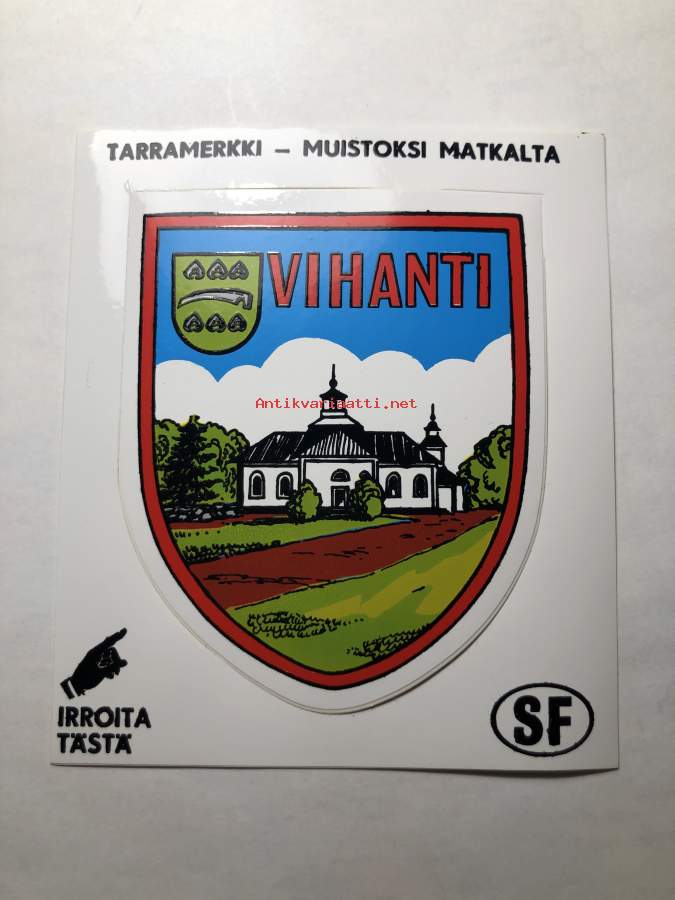 TARRAMERKKI – MUISTOKSI MATKALTA
VIHANTI
Antikvariaatti.net
IRROITA
TÄSTÄ
SF